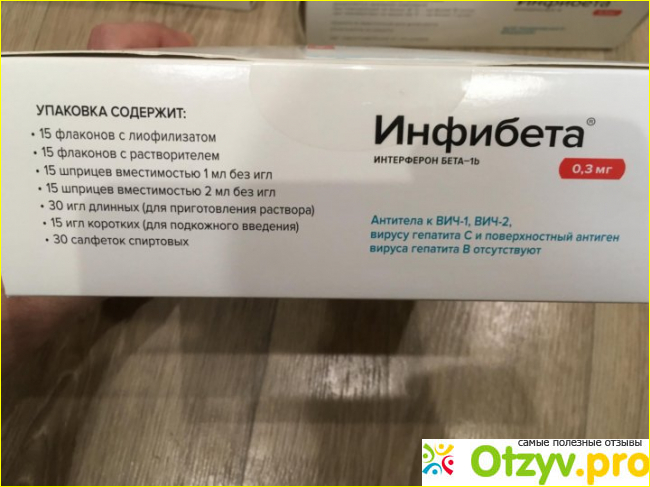 Инфибета
УПАКОВКА СОДЕРЖИТ:
• 15 флаконов с лиофилизатом
• 15 флаконов с растворителем
• 15 шприцев вместимостью 1 мл без игл
• 15 шприцев вместимостью 2 мл без игл
• 30 игл длинных (для приготовления раствора)
• 15 игл коротких (для подкожного введения)
• 30 салфеток спиртовых
Инфибета®
ИНТЕРФЕРОН БЕТА-1b
0,3 мг
Антитела к ВИЧ-1, ВИЧ-2,
вирусу гепатита С и поверхностный антиген
вируса гепатита В отсутствуют
самые полезные отзывы
Otzyv.pro